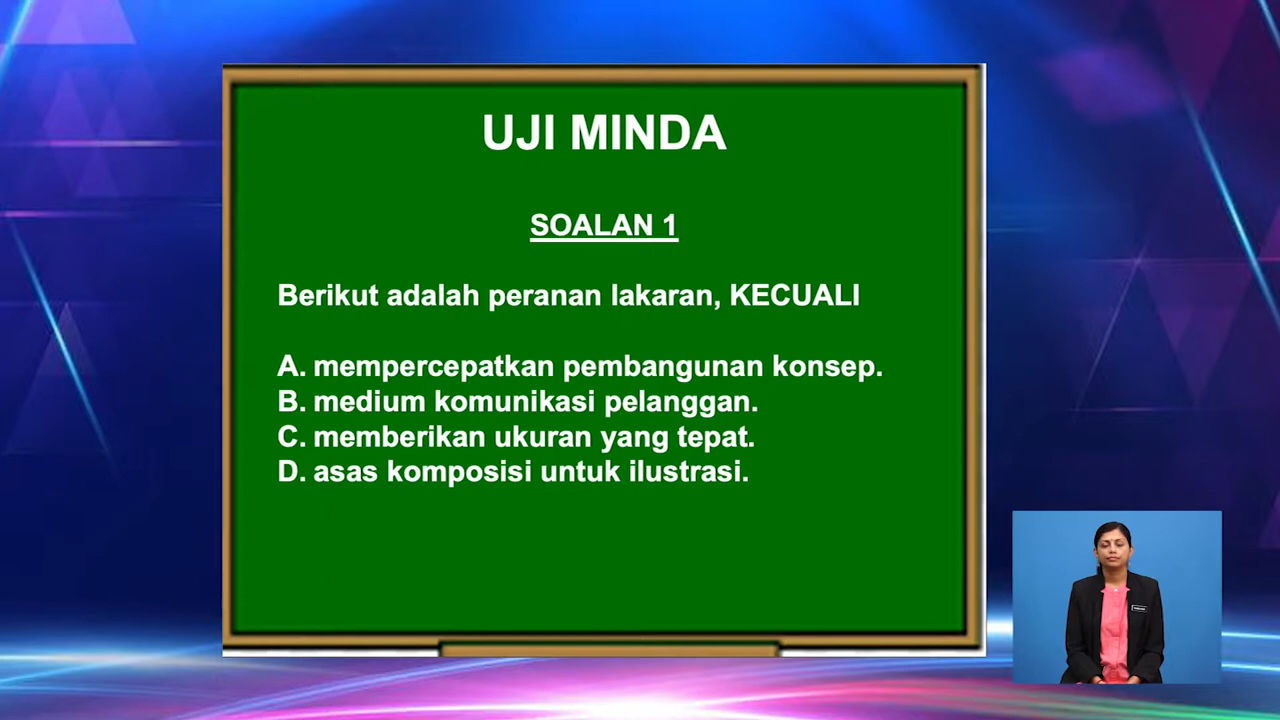 UJI MINDA
SOALAN 1
Berikut adalah peranan lakaran, KECUALI
A. mempercepatkan pembangunan konsep.
B. medium komunikasi pelanggan.
C. memberikan ukuran yang tepat.
D. asas komposisi untuk ilustrasi.